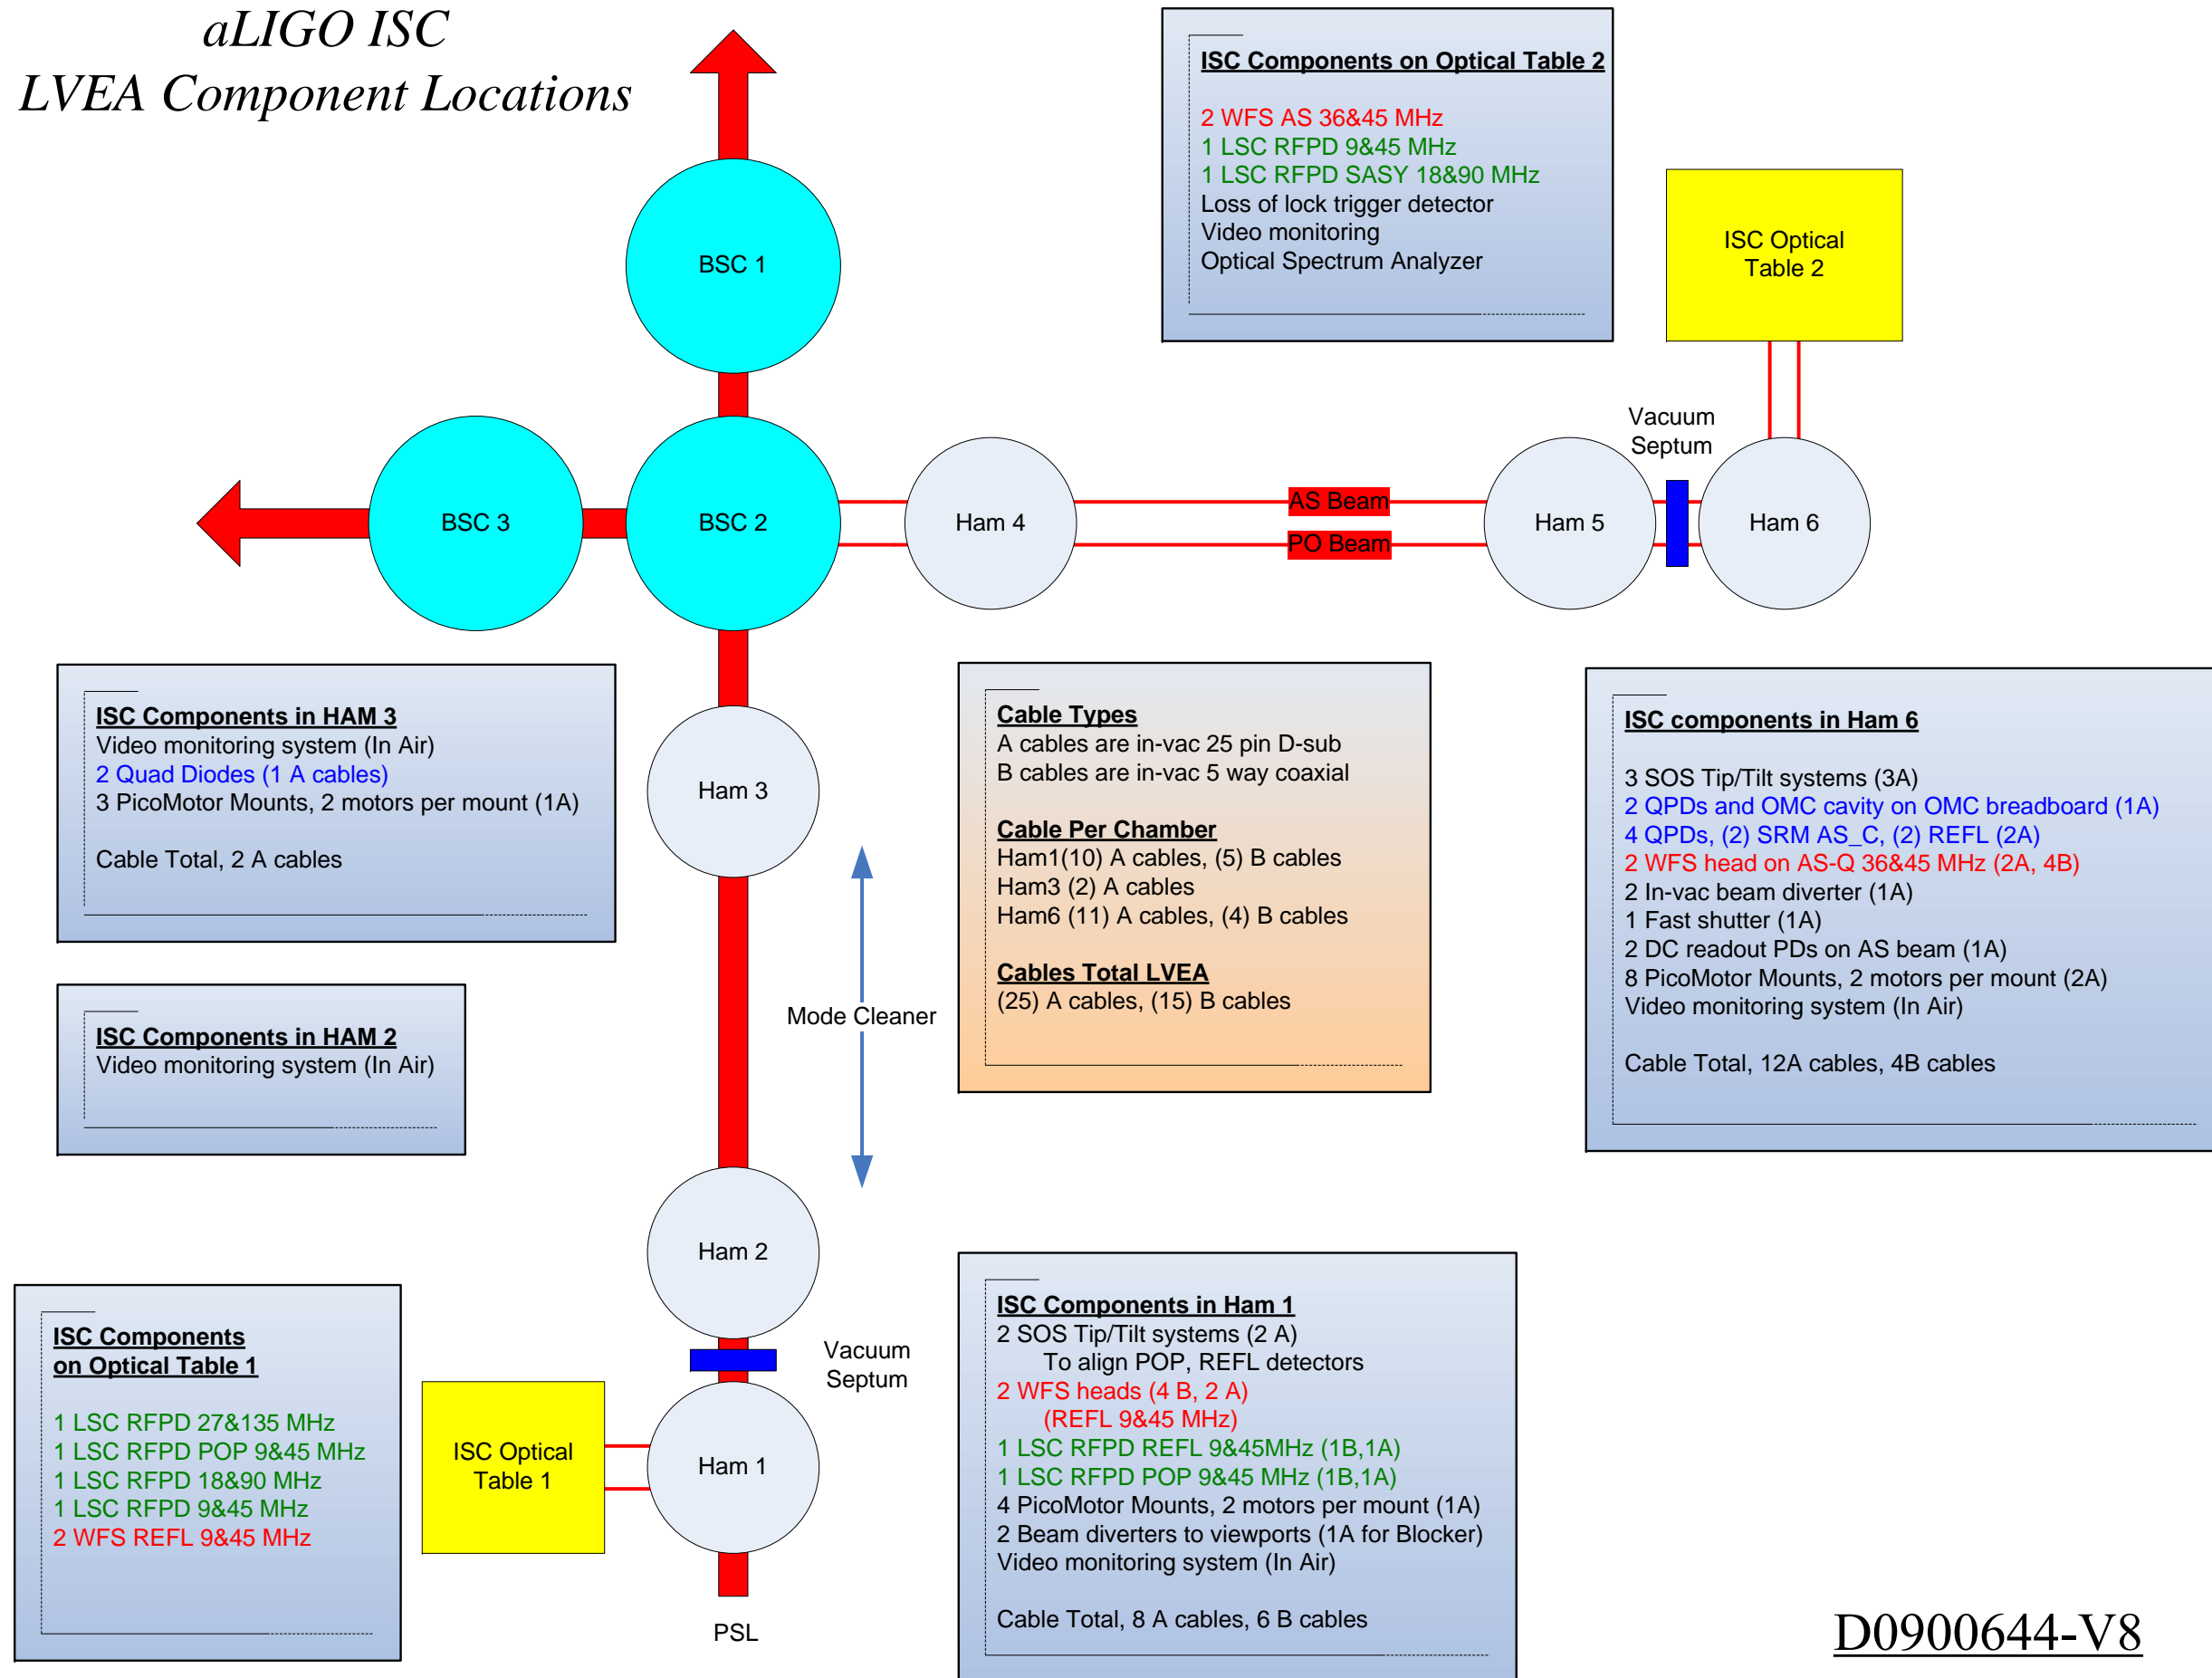 aLIGO ISC
LVEA Component Locations
ISC Components on Optical Table 2
2 WFS AS 36&45 MHz
1 LSC RFPD 9&45 MHz
1 LSC RFPD SASY 18&90 MHz
Loss of lock trigger detector
Video monitoring
Optical Spectrum Analyzer
ISC Optical
Table 2
BSC 1
Vacuum
Septum
BSC 3
BSC 2
Ham 4
AS Beam
PO Beam
Ham 5
Ham 6
ISC Components in HAM 3
Video monitoring system (In Air)
2 Quad Diodes (1 A cables)
3 PicoMotor Mounts, 2 motors per mount (1A)
Cable Total, 2 A cables
Ham 3
Cable Types
A cables are in-vac 25 pin D-sub
B cables are in-vac 5 way coaxial
Cable Per Chamber
Ham1(10) A cables, (5) B cables
Ham3 (2) A cables
Ham6 (11) A cables, (4) B cables
Cables Total LVEA
(25) A cables, (15) B cables
ISC components in Ham 6
3 SOS Tip/Tilt systems (3A)
2 QPDs and OMC cavity on OMC breadboard (1A)
4 QPDs, (2) SRM AS_C, (2) REFL (2A)
2 WFS head on AS-Q 36&45 MHz (2A, 4B)
2 In-vac beam diverter (1A)
1 Fast shutter (1A)
2 DC readout PDs on AS beam (1A)
8 PicoMotor Mounts, 2 motors per mount (2A)
Video monitoring system (In Air)
Cable Total, 12A cables, 4B cables
ISC Components in HAM 2
Video monitoring system (In Air)
Mode Cleaner
Ham 2
Vacuum
Septum
ISC Components
on Optical Table 1
1 LSC RFPD 27&135 MHz
1 LSC RFPD POP 9&45 MHz
1 LSC RFPD 18&90 MHz
1 LSC RFPD 9&45 MHz
2 WFS REFL 9&45 MHz
ISC Optical
Table 1
Ham 1
PSL
ISC Components in Ham 1
2 SOS Tip/Tilt systems (2 A)
To align POP, REFL detectors
2 WFS heads (4 B, 2 A)
(REFL 9&45 MHz)
1 LSC RFPD REFL 9&45MHz (1B,1A)
1 LSC RFPD POP 9&45 MHz (1B,1A)
4 PicoMotor Mounts, 2 motors per mount (1A)
2 Beam diverters to viewports (1A for Blocker)
Video monitoring system (In Air)
Cable Total, 8 A cables, 6 B cables
D0900644-V8